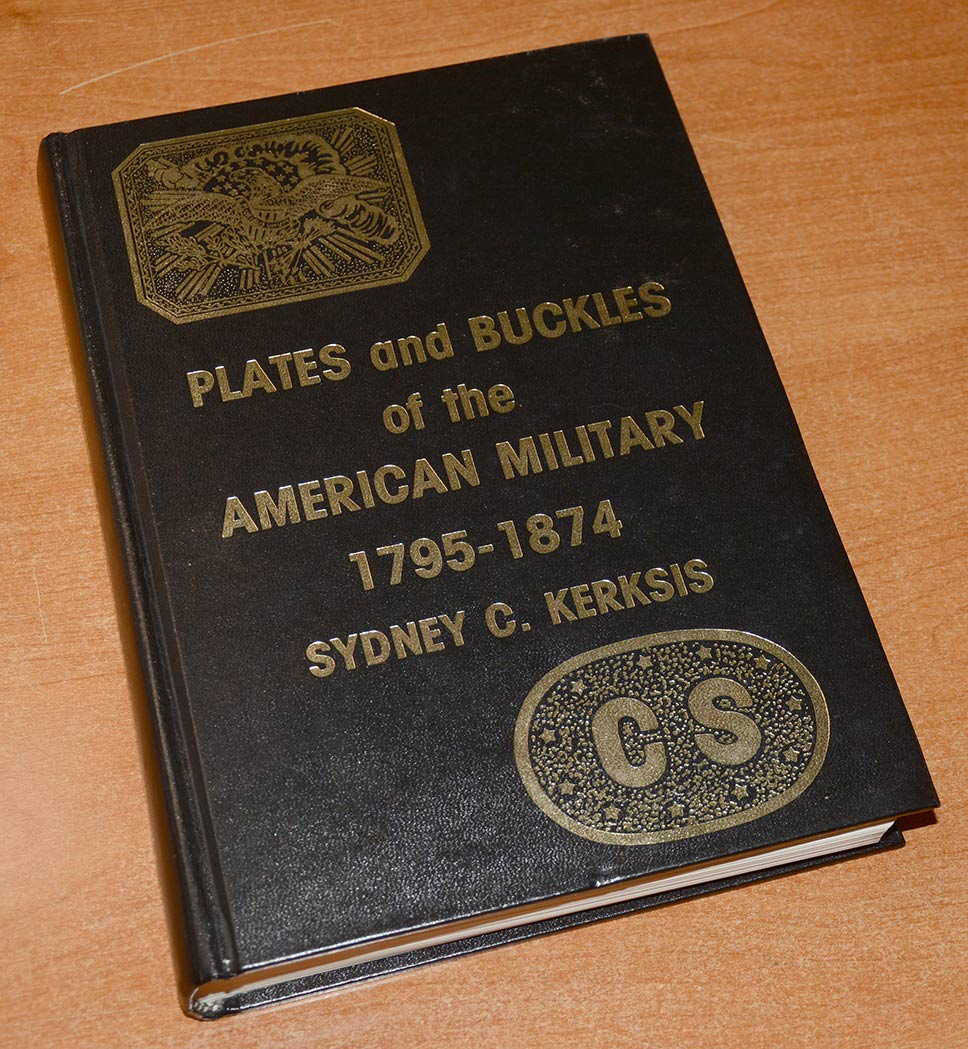 PLATES and BUCKLES
of the
AMERICAN MILITARY
1795-1874
SYDNEY C. KERKSIS
CS